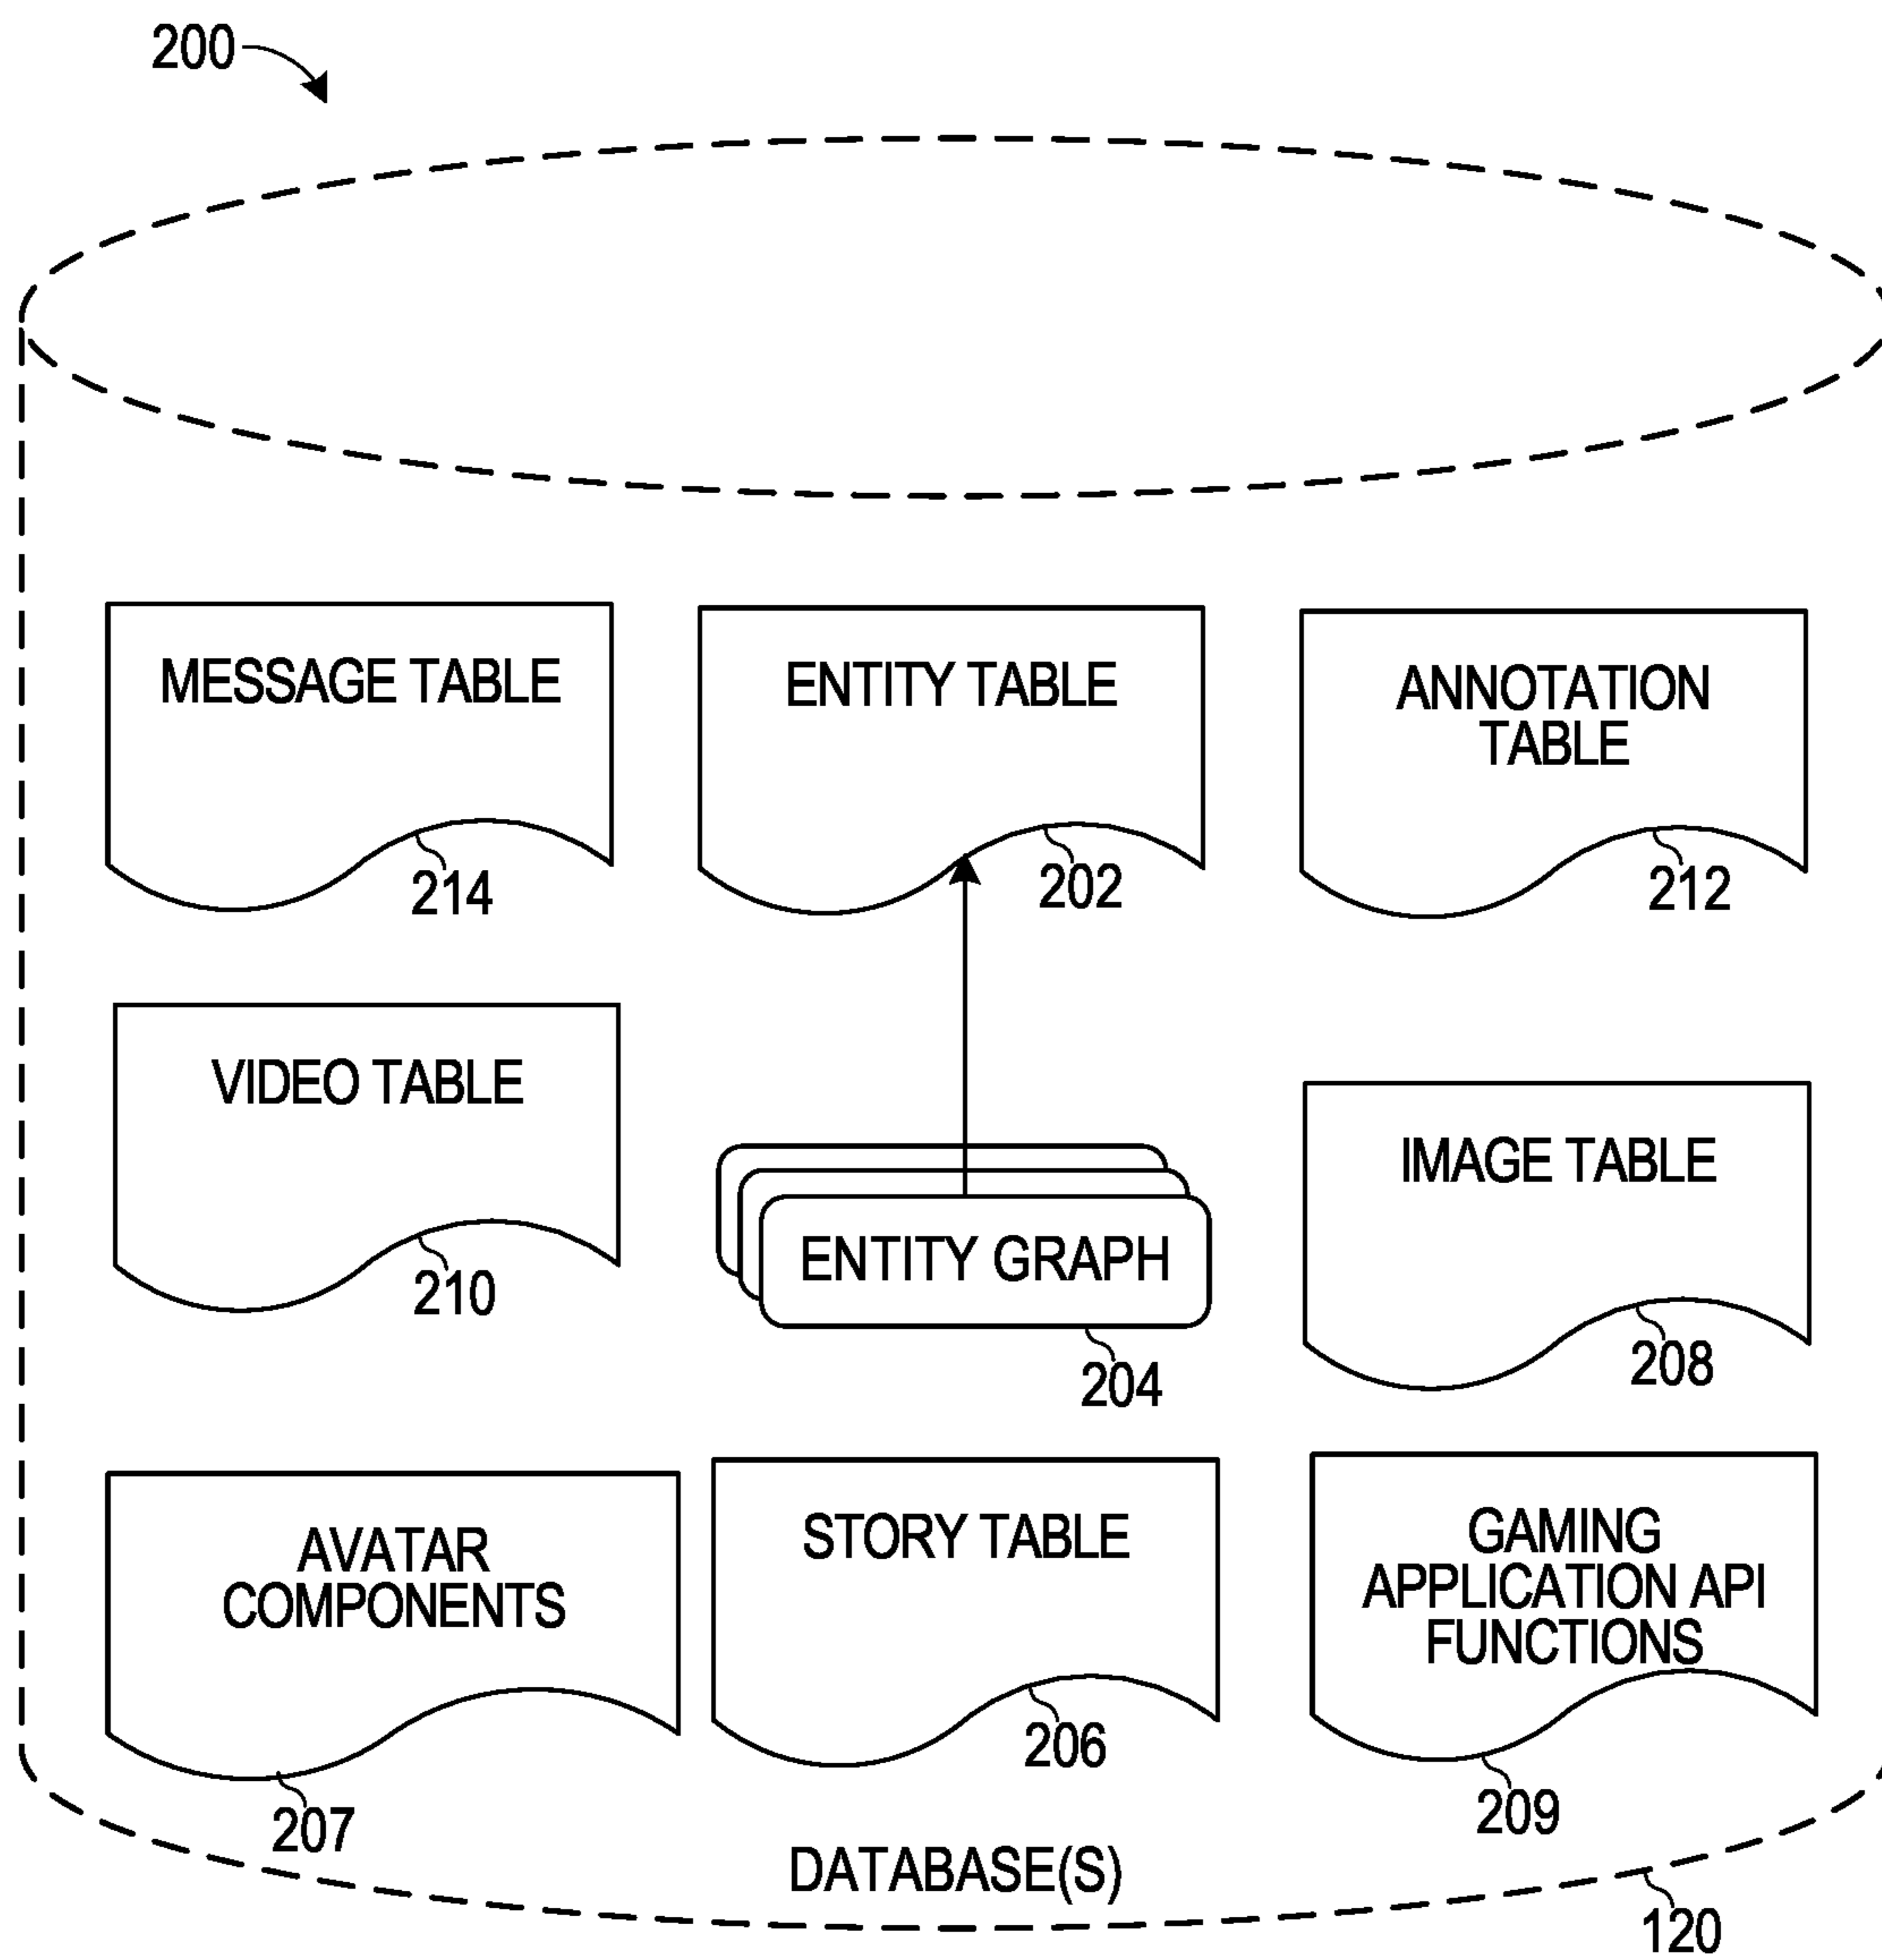 200
MESSAGE TABLE
214
ENTITY TABLE
202
ANNOTATION
TABLE
212
VIDEO TABLE
210
ENTITY GRAPH
204
IMAGE TABLE
208
AVATAR
COMPONENTS
207
STORY TABLE
206
GAMING
APPLICATION API
FUNCTIONS
209
DATABASE(S)
120